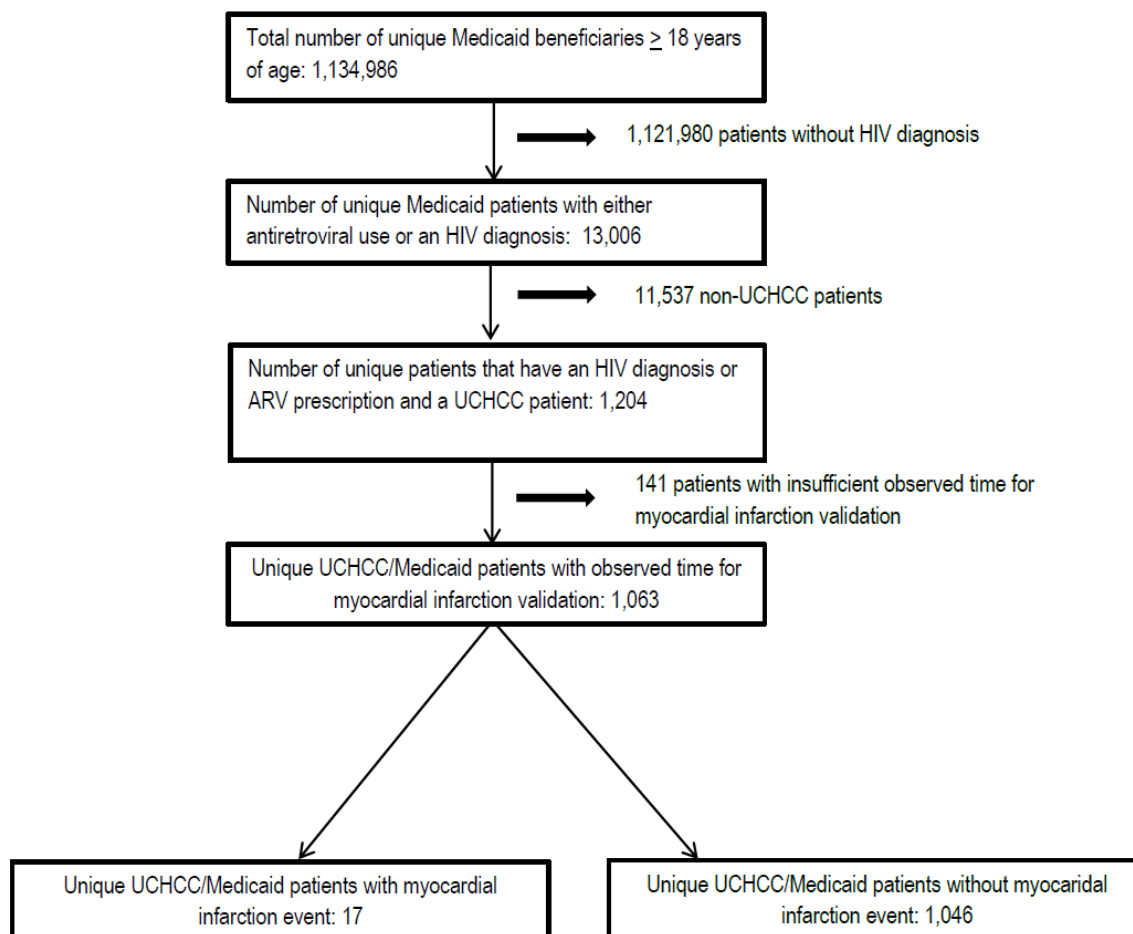 Total number of unique Medicaid beneficiaries ≥ 18 years
of age: 1,134,986
1,121,980 patients without HIV diagnosis
Number of unique Medicaid patients with either
antiretroviral use or an HIV diagnosis: 13,006
11,537 non-UCHCC patients
Number of unique patients that have an HIV diagnosis or
ARV prescription and a UCHCC patient: 1,204
141 patients with insufficient observed time for
myocardial infarction validation
Unique UCHCC/Medicaid patients with observed time for
myocardial infarction validation: 1,063
Unique UCHCC/Medicaid patients with myocardial
infarction event: 17
Unique UCHCC/Medicaid patients without myocaridal
infarction event: 1,046